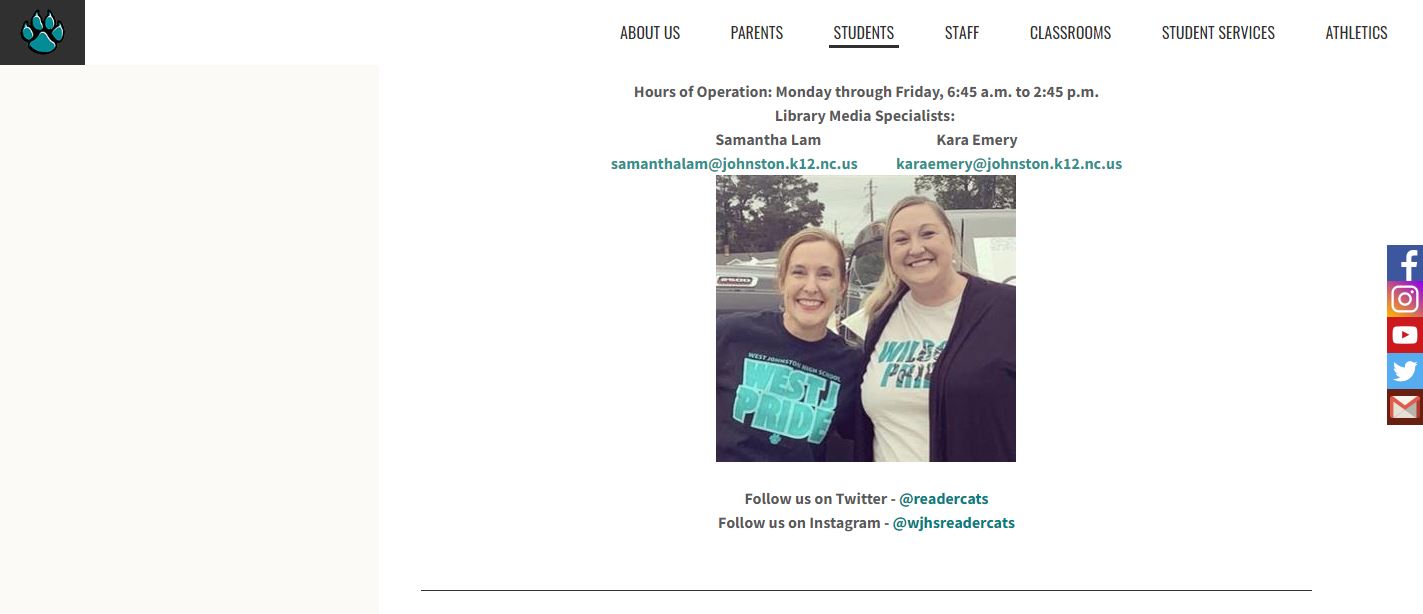 ABOUT US PARENTS STUDENTS STAFF CLASSROOMS STUDENT SERVICES ATHLETICS
Hours of Operation: Monday through Friday, 6:45 a.m. to 2:45 p.m.
Library Media Specialists:
Samantha Lam Kara Emery
samanthalam@johnston.k12.nc.us karaemery@johnston.k12.nc.us
WEST JOHNSTON HIGH SCHOOL
WEST J
PRIDE
Follow us on Twitter - @readercats
Follow us on Instagram - @wjhsreadercats